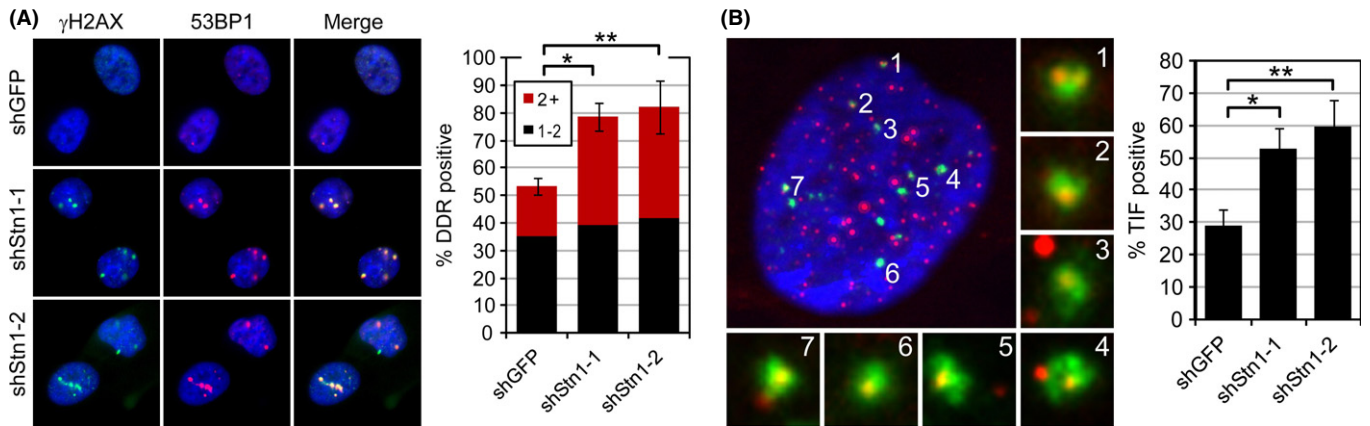 (A)
γH2AX 53BP1 Merge
shGFP
shStn1-1
shStn1-2
% DDR positive
100
90
80
70
60
50
40
30
20
10
0
**
*
2+
1-2
shGFP
shStn1-1
shStn1-2
(B)
1
2
3
4
5
6
7
1
2
3
4
5
6
7
% TIF positive
80
70
60
50
40
30
20
10
0
**
*
shGFP
shStn1-1
shStn1-2